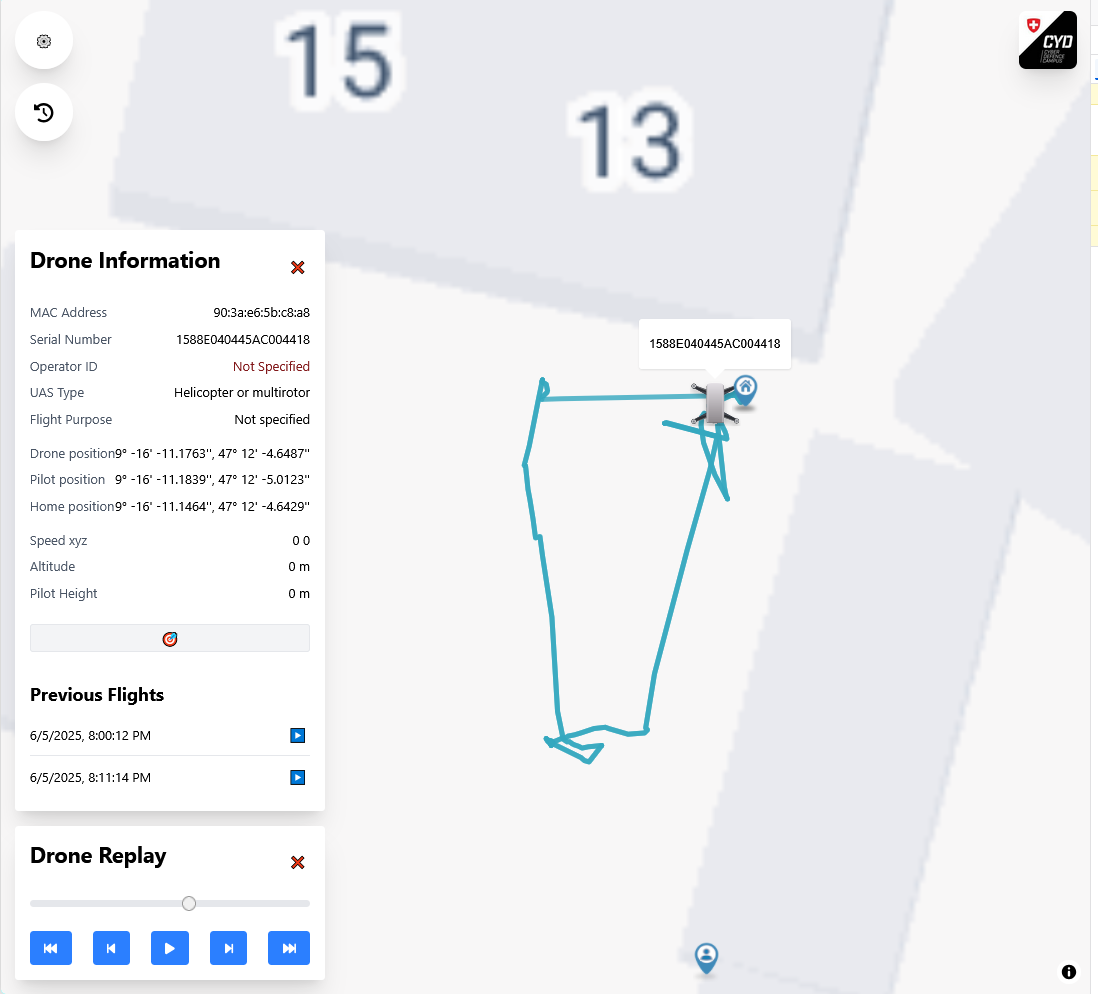 15
13
CYD
CYBER
DEFENCE
CAMPUS
Drone Information
MAC Address 90:3a:e6:5b:c8:a8
Serial Number 1588E040445AC004418
Operator ID Not Specified
UAS Type Helicopter or multirotor
Flight Purpose Not specified
Drone position 9° -16' -11.1763'', 47° 12' -4.6487''
Pilot position 9° -16' -11.1839'', 47° 12' -5.0123''
Home position 9° -16' -11.1464'', 47° 12' -4.6429''
Speed xyz 0 0
Altitude 0 m
Pilot Height 0 m
Previous Flights
6/5/2025, 8:00:12 PM
6/5/2025, 8:11:14 PM
Drone Replay
1588E040445AC004418